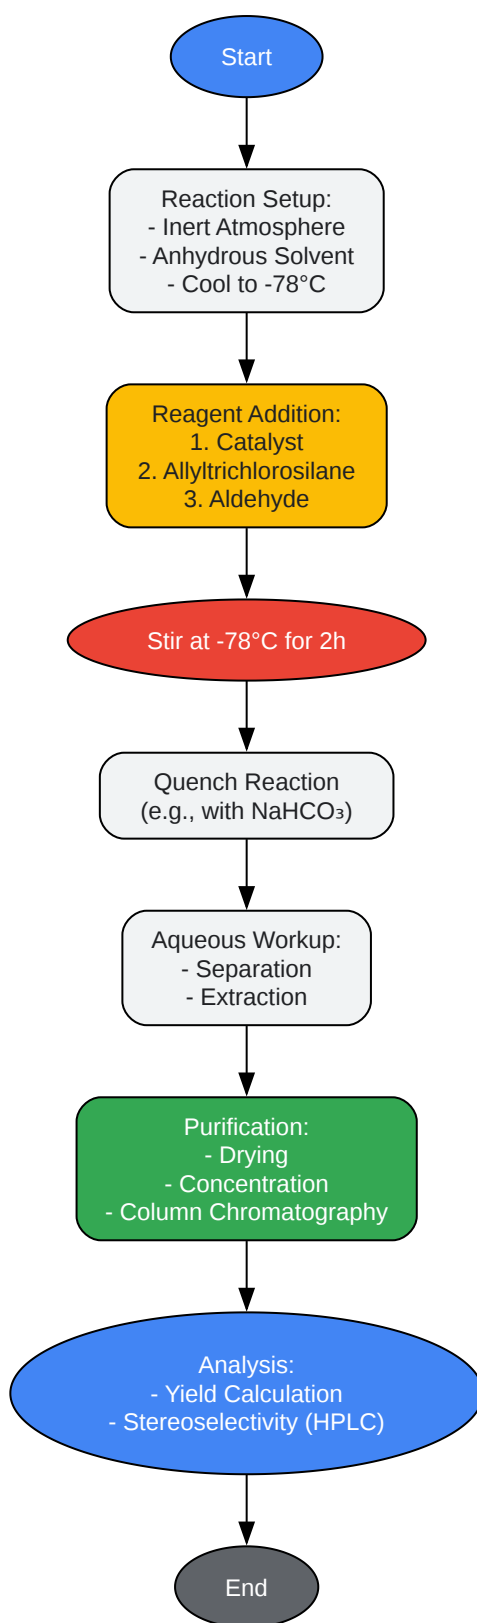 Start
Reaction Setup:
- Inert Atmosphere
- Anhydrous Solvent
- Cool to -78°C
Reagent Addition:
1. Catalyst
2. Allyltrichlorosilane
3. Aldehyde
Stir at -78°C for 2h
Quench Reaction
(e.g., with NaHCO₃)
Aqueous Workup:
- Separation
- Extraction
Purification:
- Drying
- Concentration
- Column Chromatography
Analysis:
- Yield Calculation
- Stereoselectivity (HPLC)
End